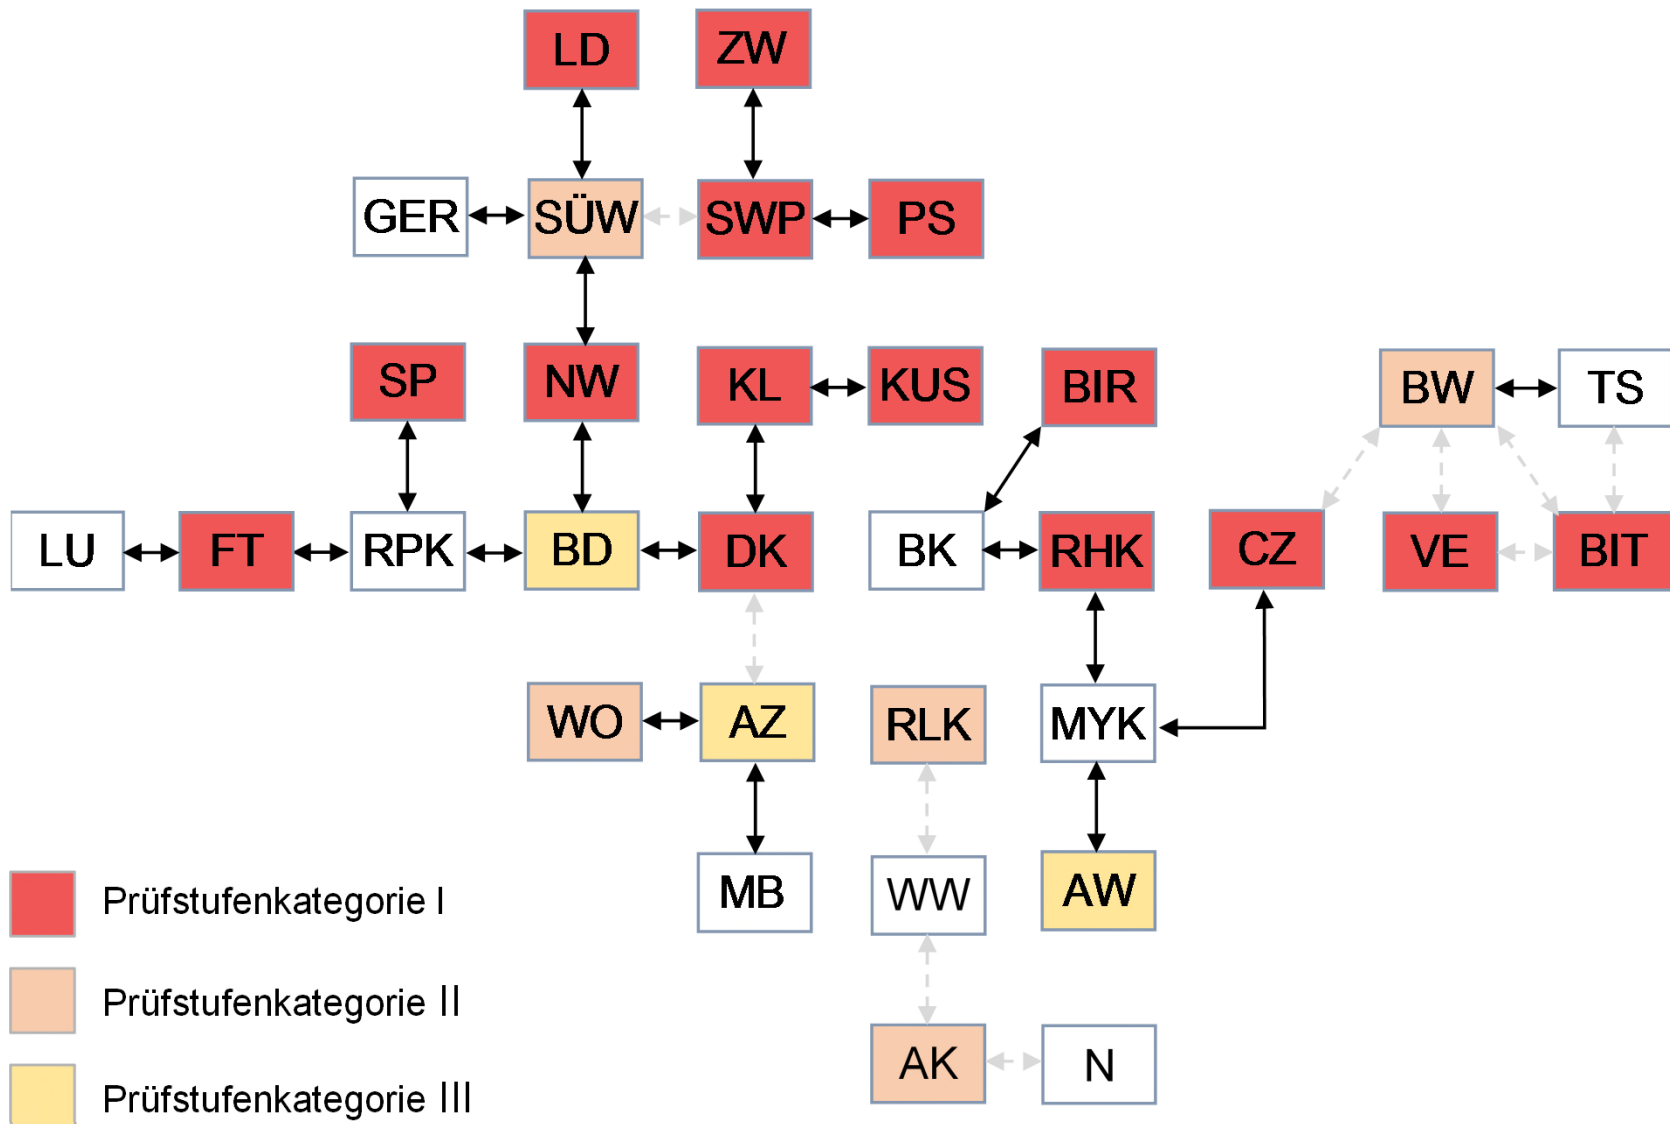 LD
ZW
GER
SÜW
SWP
PS
SP
NW
KL
KUS
BIR
BW
TS
LU
FT
RPK
BD
DK
BK
RHK
CZ
VE
BIT
WO
AZ
RLK
MYK
MB
WW
AW
AK
N
Prüfstufenkategorie I
Prüfstufenkategorie II
Prüfstufenkategorie III